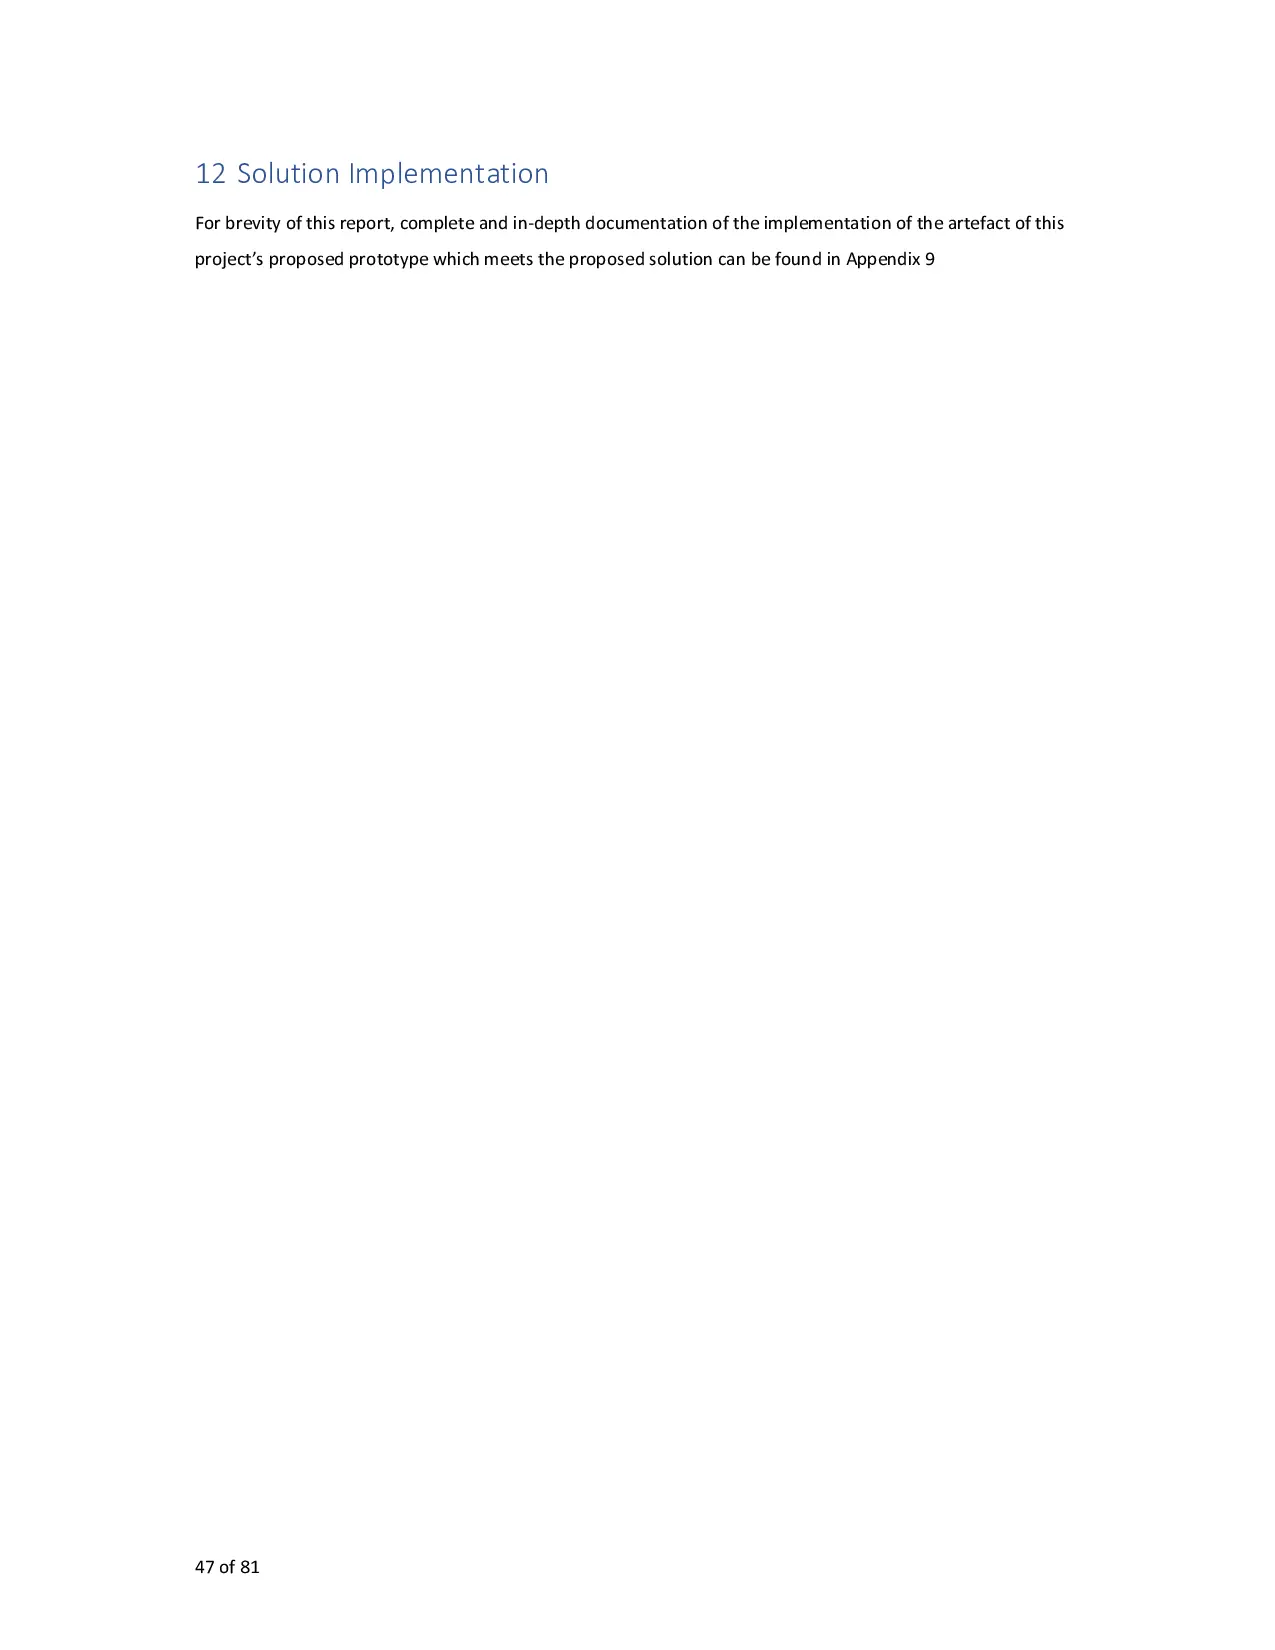 12 Solution Implementation
For brevity of this report, complete and in-depth documentation of the implementation of the artefact of this
project’s proposed prototype which meets the proposed solution can be found in Appendix 9
47 of 81